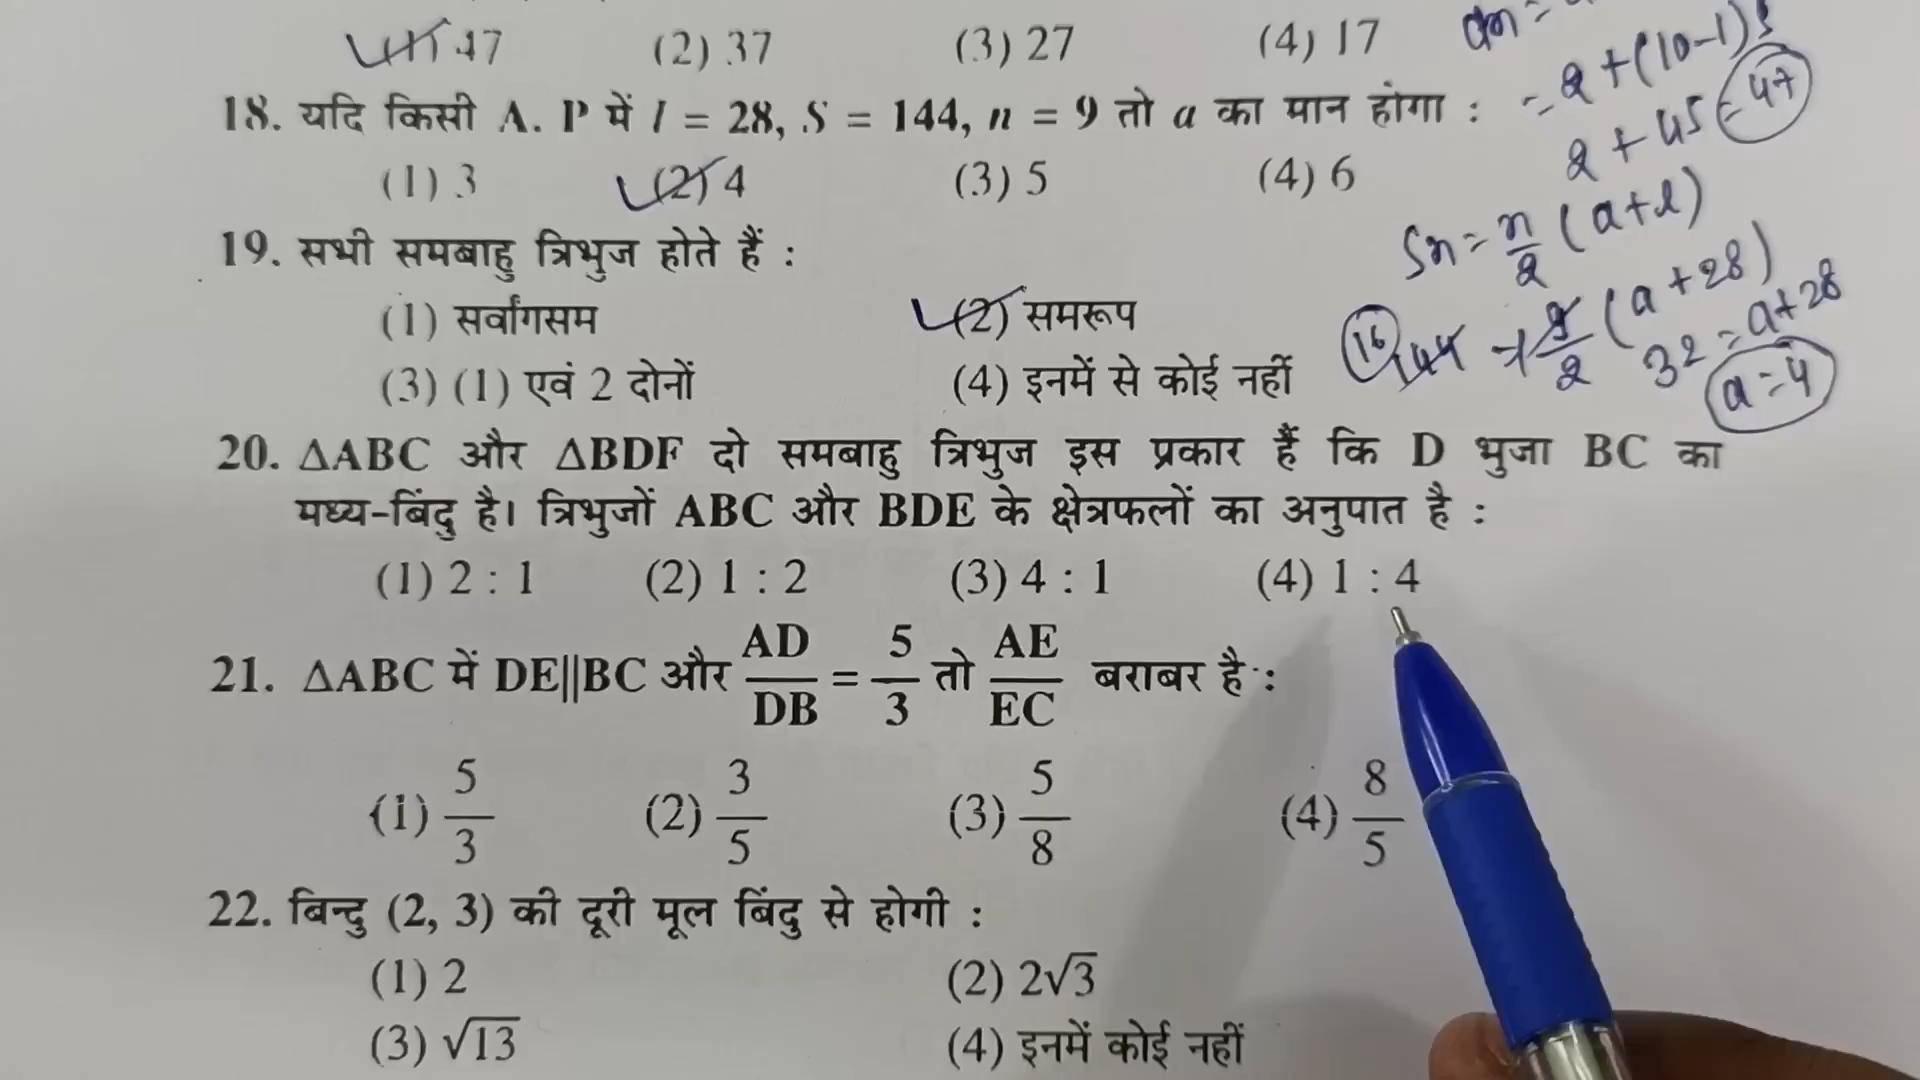 (1) 47 (2) 37 (3) 27 (4) 17
18. यदि किसी A. P में l = 28, S = 144, n = 9 तो a का मान होगा :
(1) 3 (2) 4 (3) 5 (4) 6
19. सभी समबाहु त्रिभुज होते हैं :
(1) सर्वांगसम (2) समरूप
(3) (1) एवं 2 दोनों (4) इनमें से कोई नहीं
20. ΔABC और ΔBDF दो समबाहु त्रिभुज इस प्रकार हैं कि D भुजा BC का
मध्य-बिंदु है। त्रिभुजों ABC और BDE के क्षेत्रफलों का अनुपात है :
(1) 2 : 1 (2) 1 : 2 (3) 4 : 1 (4) 1 : 4
21. ΔABC में DE||BC और AD/DB = 5/3 तो AE/EC बराबर है :
(1) 5/3 (2) 3/5 (3) 5/8 (4) 8/5
22. बिन्दु (2, 3) की दूरी मूल बिंदु से होगी :
(1) 2 (2) 2√3
(3) √13 (4) इनमें कोई नहीं
an =
= 2 + (10-1)5
2 + 45 = 47
Sn = n/2 (a+l)
144 = 9/2 (a+28)
16
32 = a+28
a = 4